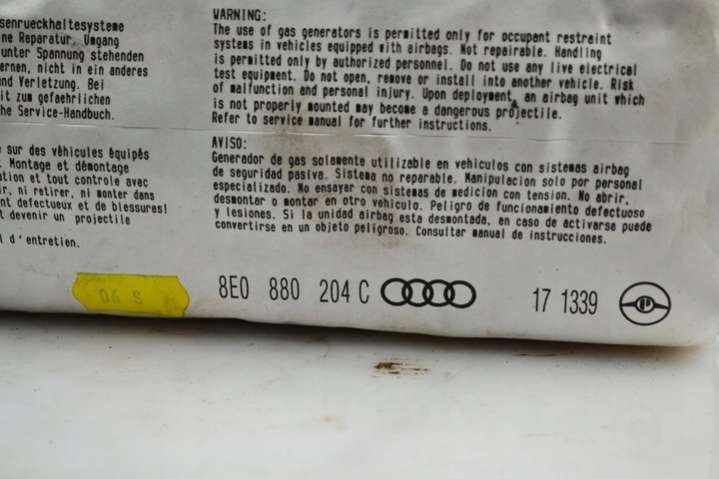 senrueckhaltesysteme
ne Reparatur, Umgang
unter Spannung stehenden
ernen, nicht in ein anderes
nd Verletzung. Bei
it zum gefaehrlichen
he Service-Handbuch.
sur des véhicules équipés
. Montage et démontage
ation et tout controle avec
ir, ni retirer, ni monter dans
nt defectueux et de blessures!
t devenir un projectile
l d'entretien.
WARNING:
The use of gas generators is permitted only for occupant restraint
systems in vehicles equipped with airbags. Not repairable. Handling
is permitted only by authorized personnel. Do not use any live electrical
test equipment. Do not open, remove or install into another vehicle. Risk
of malfunction and personal injury. Upon deployment, an airbag unit which
is not properly mounted may become a dangerous projectile.
Refer to service manual for further instructions.
AVISO:
Generador de gas solamente utilizable en vehiculos con sistemas airbag
de seguridad pasiva. Sistema no reparable. Manipulacion solo por personal
especializado. No ensayar con sistemas de medicion con tension. No abrir,
desmontar o montar en otro vehiculo. Peligro de funcionamiento defectuoso
y lesiones. Si la unidad airbag esta desmontada, en caso de activarse puede
convertirse en un objeto peligroso. Consultar manual de instrucciones.
06 S
8E0 880 204 C
17 1339